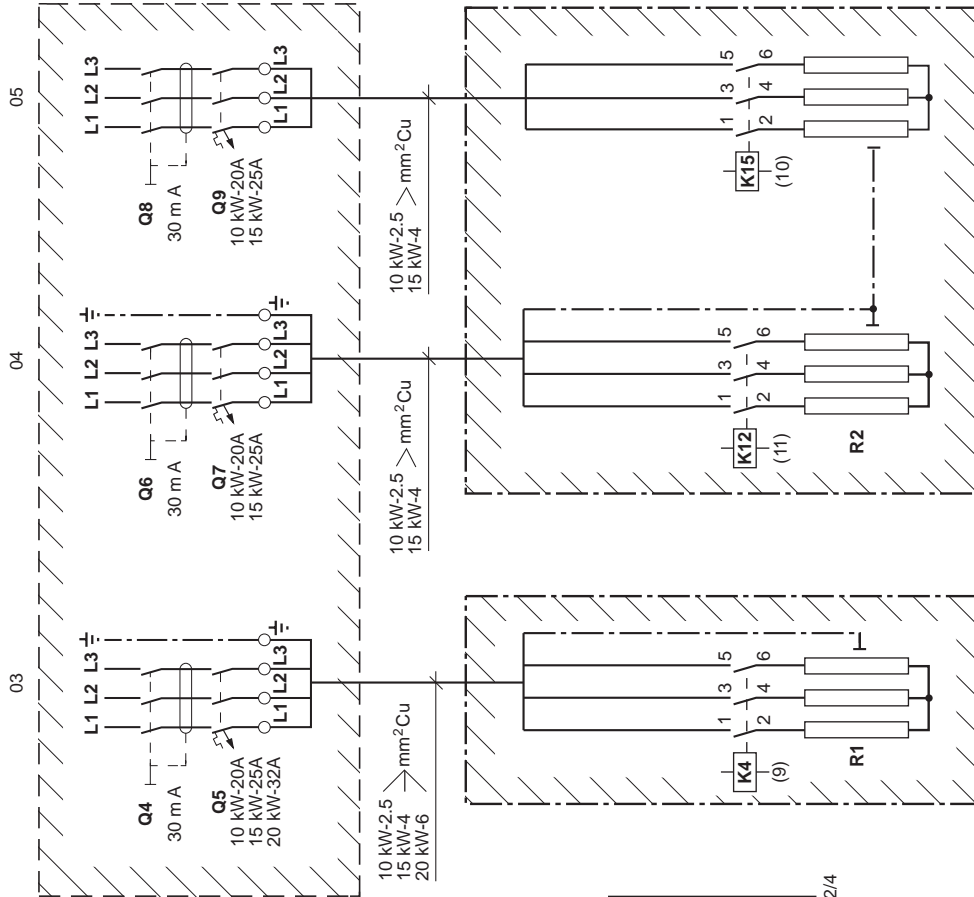 03
L1 L2 L3
Q4
30 m A
Q5
10 kW-20A
15 kW-25A
20 kW-32A
L1 L2 L3
10 kW-2.5
15 kW-4
20 kW-6
mm²Cu
1 3 5
2 4 6
K4
(9)
R1
04
L1 L2 L3
Q6
30 m A
Q7
10 kW-20A
15 kW-25A
L1 L2 L3
10 kW-2.5
15 kW-4
mm²Cu
1 3 5
2 4 6
K12
(11)
R2
05
L1 L2 L3
Q8
30 m A
Q9
10 kW-20A
15 kW-25A
L1 L2 L3
10 kW-2.5
15 kW-4
mm²Cu
1 3 5
2 4 6
K15
(10)
2/4